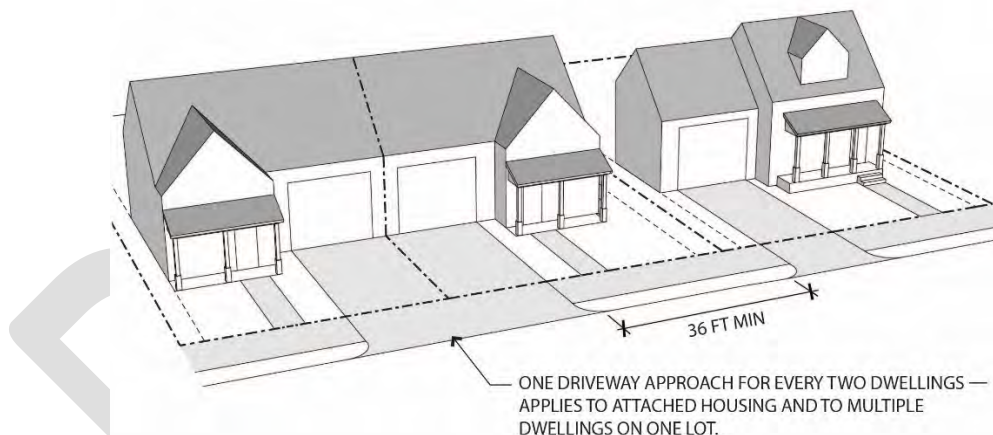 36 FT MIN
ONE DRIVEWAY APPROACH FOR EVERY TWO DWELLINGS —
APPLIES TO ATTACHED HOUSING AND TO MULTIPLE
DWELLINGS ON ONE LOT.